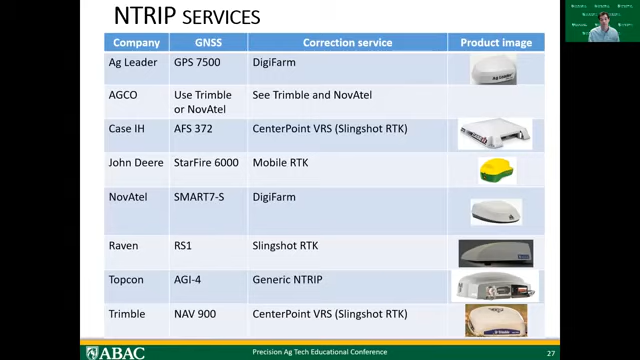 NTRIP SERVICES
Company GNSS Correction service Product image
Ag Leader GPS 7500 DigiFarm
AGCO Use Trimble See Trimble and NovAtel
or NovAtel
Case IH AFS 372 CenterPoint VRS (Slingshot RTK)
John Deere StarFire 6000 Mobile RTK
NovAtel SMART7-S DigiFarm
Raven RS1 Slingshot RTK
Topcon AGI-4 Generic NTRIP
Trimble NAV 900 CenterPoint VRS (Slingshot RTK)
ABAC Precision Ag Tech Educational Conference 27